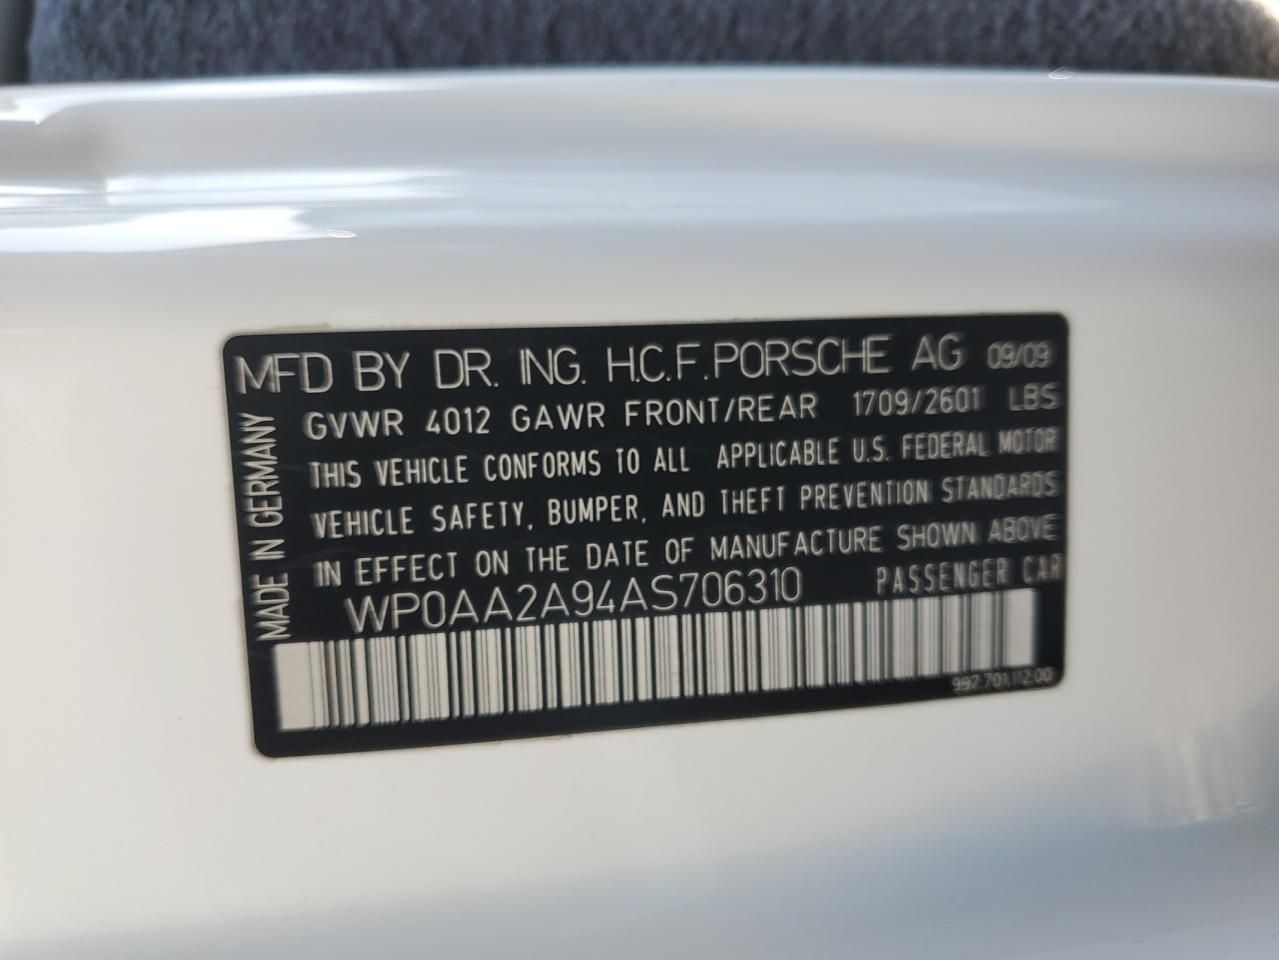 MFD BY DR. ING. H.C.F. PORSCHE AG 09/09
GVWR 4012 GAWR FRONT/REAR 1709/2601 LBS
THIS VEHICLE CONFORMS TO ALL APPLICABLE U.S. FEDERAL MOTOR
VEHICLE SAFETY, BUMPER, AND THEFT PREVENTION STANDARDS
IN EFFECT ON THE DATE OF MANUFACTURE SHOWN ABOVE
WP0AA2A94AS706310 PASSENGER CAR
997.701.112.00
MADE IN GERMANY